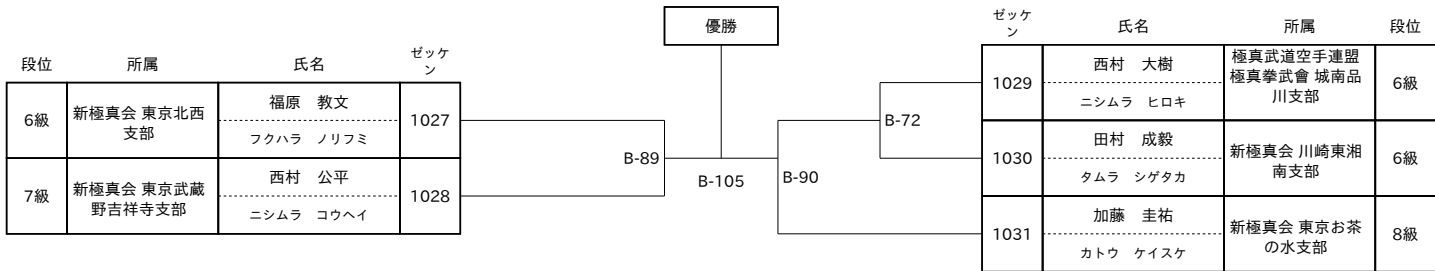 優勝
段位
所属
氏名
ゼッケ
ン
6級
新極真会 東京北西
支部
福原　教文
フクハラ　ノリフミ
1027
7級
新極真会 東京武蔵
野吉祥寺支部
西村　公平
ニシムラ　コウヘイ
1028
B-89
B-105
B-90
B-72
ゼッケ
ン
氏名
所属
段位
1029
西村　大樹
ニシムラ　ヒロキ
極真武道空手連盟
極真拳武會 城南品
川支部
6級
1030
田村　成毅
タムラ　シゲタカ
新極真会 川崎東湘
南支部
6級
1031
加藤　圭祐
カトウ　ケイスケ
新極真会 東京お茶
の水支部
8級